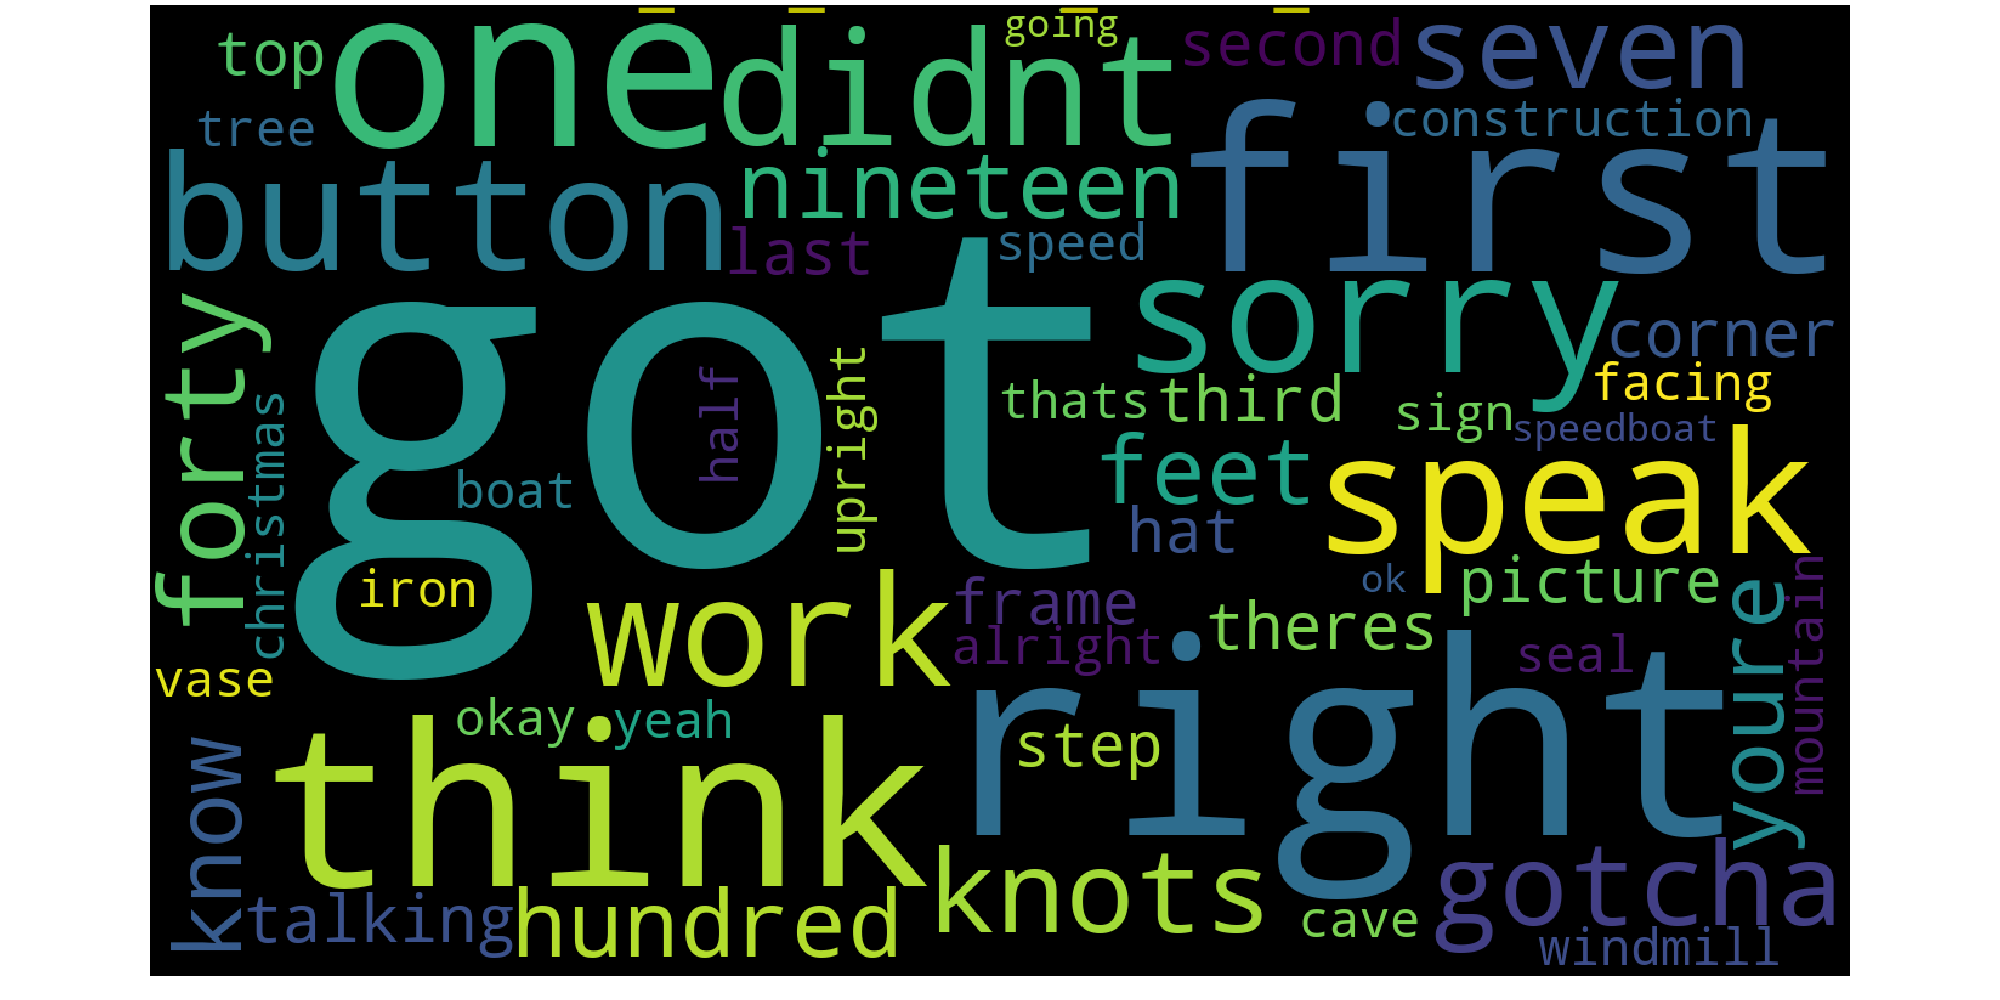 going
top
one
didnt
second
seven
tree
construction
first
button
nineteen
last
speed
got
sorry
corner
forty
christmas
half
upright
thats
third
sign
facing
speedboat
boat
feet
speak
hat
iron
work
frame
ok
picture
alright
theres
seal
youre
mountain
vase
okay
yeah
think
right
step
know
talking
hundred
knots
cave
gotcha
windmill